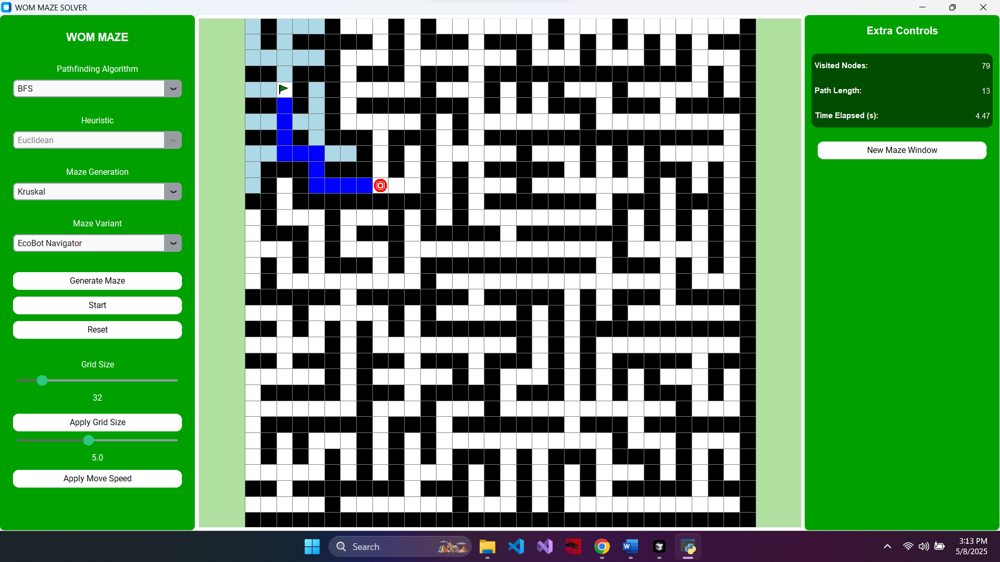 WOM MAZE SOLVER
WOM MAZE
Pathfinding Algorithm
BFS
Heuristic
Euclidean
Maze Generation
Kruskal
Maze Variant
EcoBot Navigator
Generate Maze
Start
Reset
Grid Size
32
Apply Grid Size
5.0
Apply Move Speed
Extra Controls
Visited Nodes: 79
Path Length: 13
Time Elapsed (s): 4.47
New Maze Window
Search
3:13 PM
5/8/2025